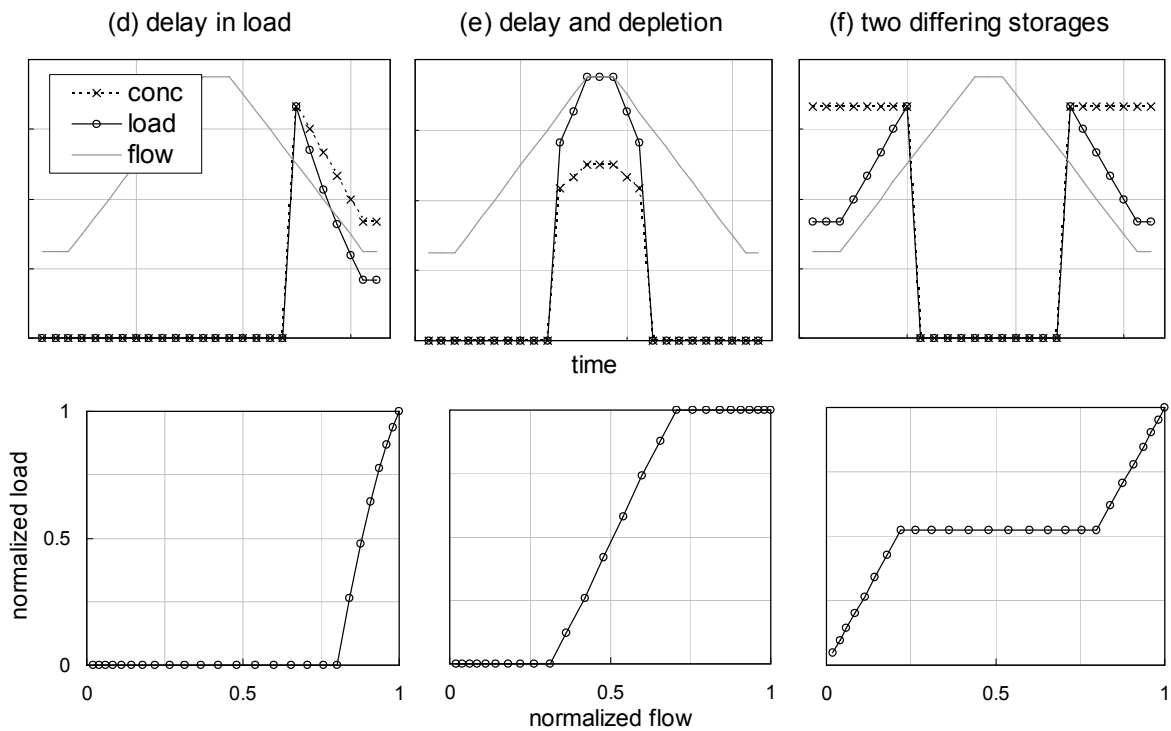 (d) delay in load
(e) delay and depletion
(f) two differing storages
conc
load
flow
time
normalized load
1
0.5
0
0 0.5 1
0 0.5 1
0 0.5 1
normalized flow